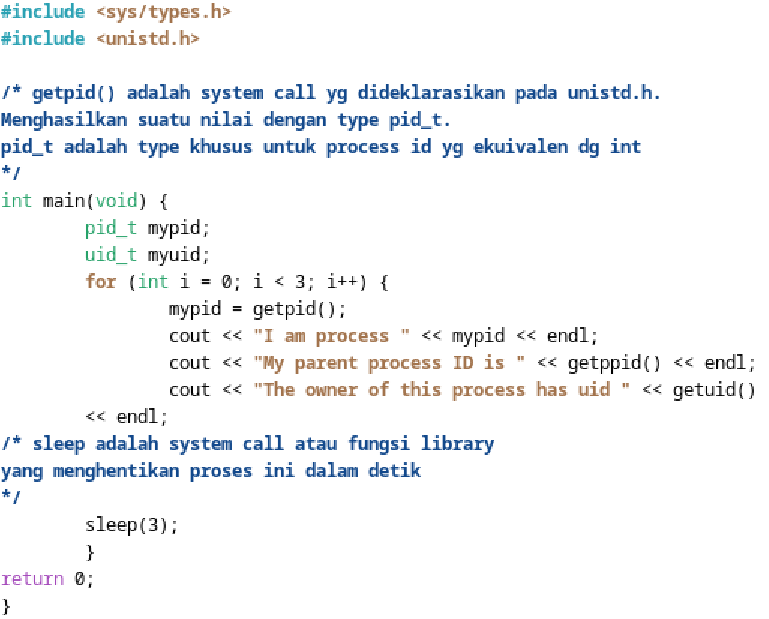 #include <sys/types.h>
#include <unistd.h>
/* getpid() adalah system call yg dideklarasikan pada unistd.h.
Menghasilkan suatu nilai dengan type pid_t.
pid_t adalah type khusus untuk process id yg ekuivalen dg int
*/
int main(void) {
pid_t mypid;
uid_t myuid;
for (int i = 0; i < 3; i++) {
mypid = getpid();
cout << "I am process " << mypid << endl;
cout << "My parent process ID is " << getppid() << endl;
cout << "The owner of this process has uid " << getuid()
<< endl;
/* sleep adalah system call atau fungsi library
yang menghentikan proses ini dalam detik
*/
sleep(3);
}
return 0;
}